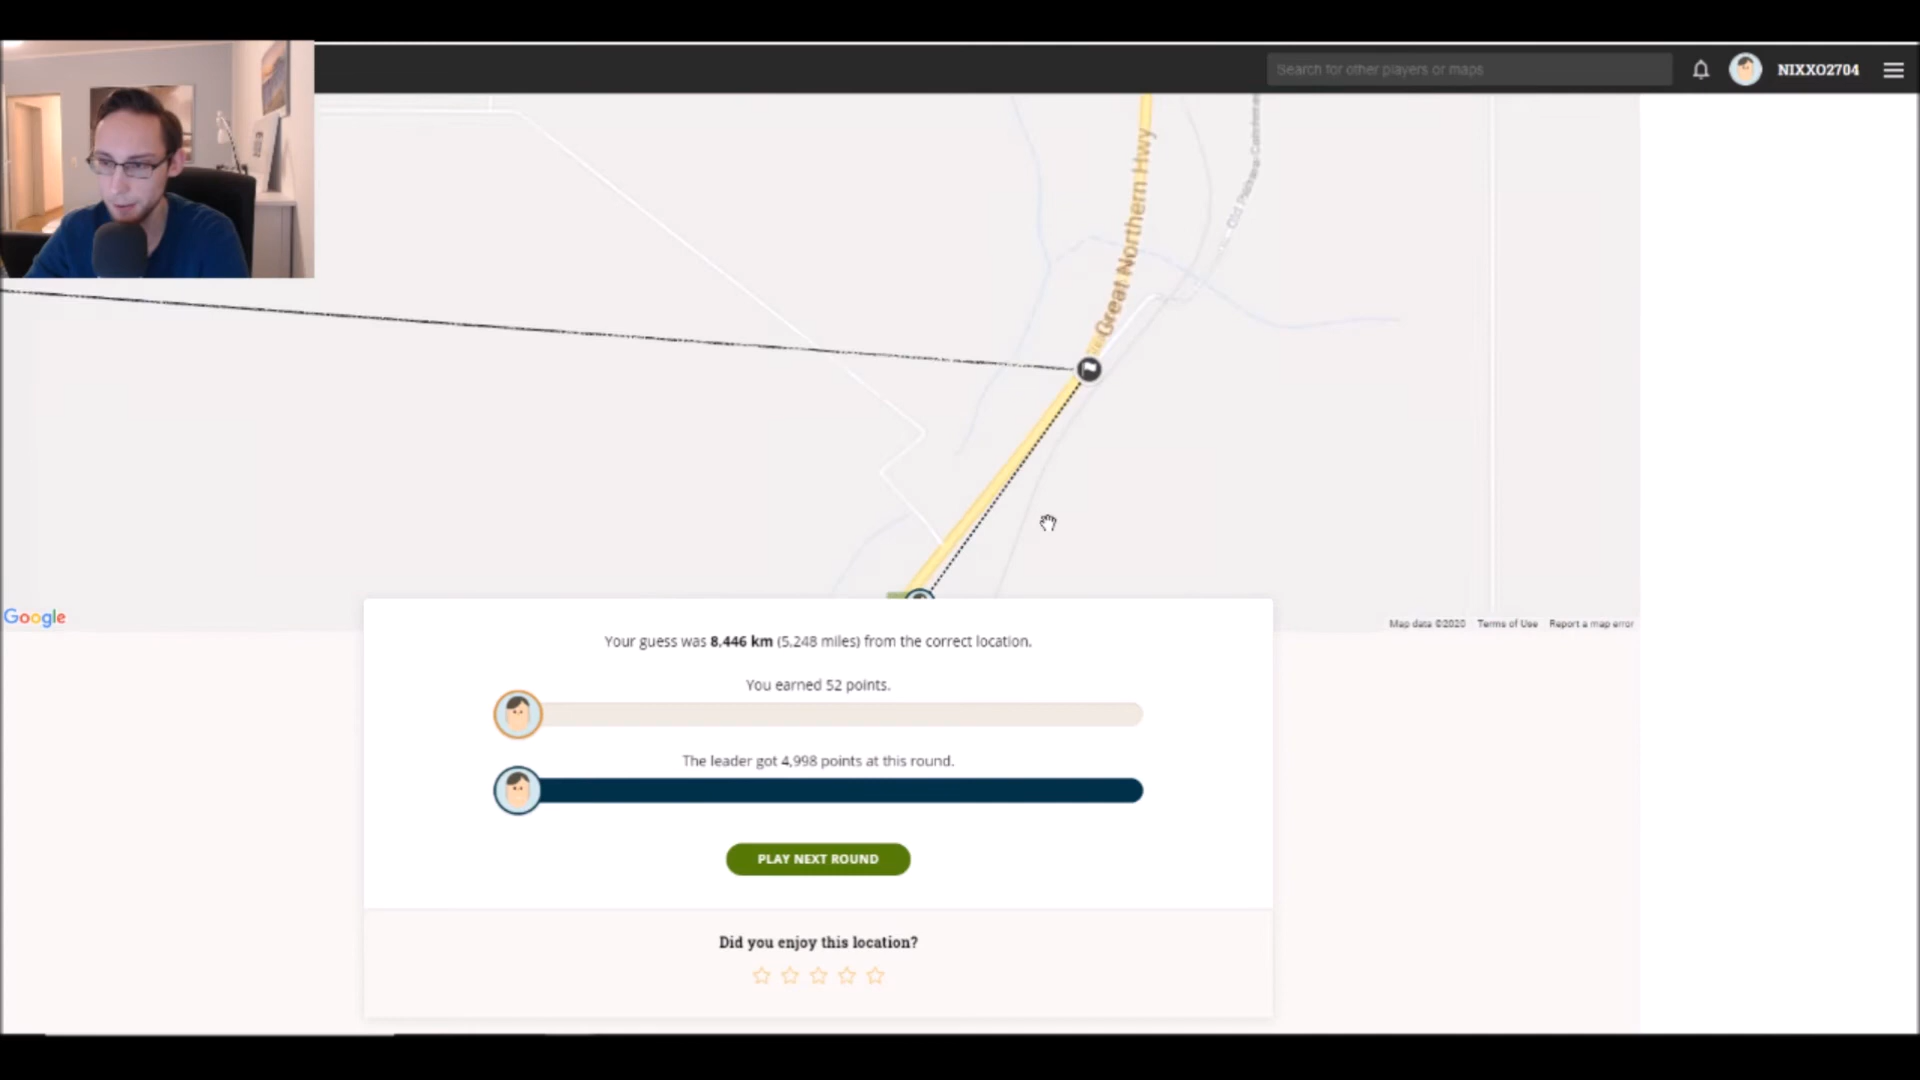 Search for other players or maps
NIXXO2704
Great Northern Hwy
Google
Map data ©2020 Terms of Use Report a map error
Your guess was 8,446 km (5,248 miles) from the correct location.
You earned 52 points.
The leader got 4,998 points at this round.
PLAY NEXT ROUND
Did you enjoy this location?